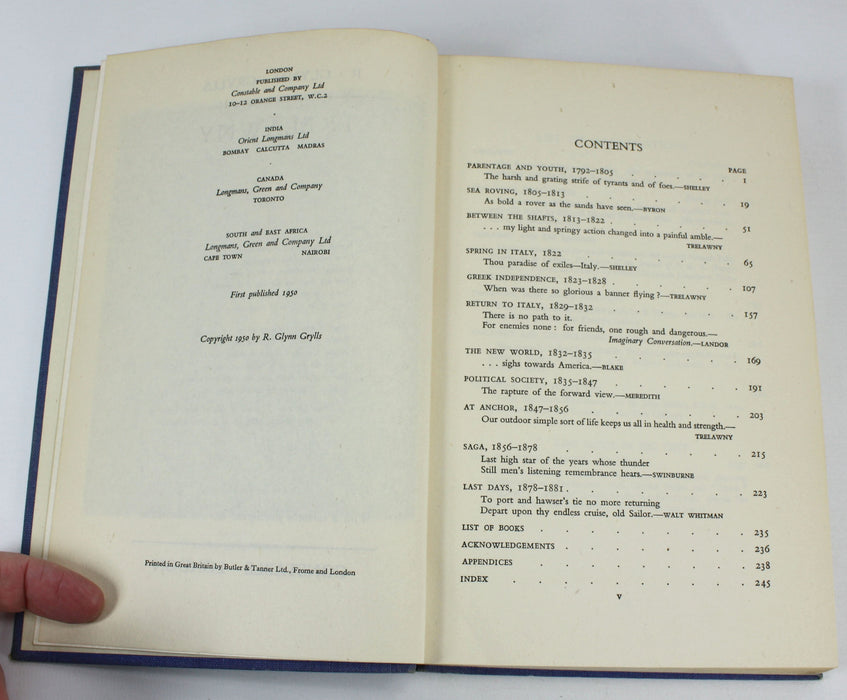 LONDON
PUBLISHED BY
Constable and Company Ltd
10-12 ORANGE STREET, W.C.2
INDIA
Orient Longmans Ltd
BOMBAY CALCUTTA MADRAS
CANADA
Longmans, Green and Company
TORONTO
SOUTH and EAST AFRICA
Longmans, Green and Company Ltd
CAPE TOWN NAIROBI
First published 1950
Copyright 1950 by R. Glynn Grylls
Printed in Great Britain by Butler & Tanner Ltd., Frome and London
CONTENTS
PAGE
PARENTAGE AND YOUTH, 1792–1805 . . . . . 1
The harsh and grating strife of tyrants and of foes.—SHELLEY
SEA ROVING, 1805–1813 . . . . . . 19
As bold a rover as the sands have seen.—BYRON
BETWEEN THE SHAFTS, 1813–1822 . . . . . . 51
. . . my light and springy action changed into a painful amble.—
TRELAWNY
SPRING IN ITALY, 1822 . . . . . . 65
Thou paradise of exiles—Italy.—SHELLEY
GREEK INDEPENDENCE, 1823–1828 . . . . . . 107
When was there so glorious a banner flying?—TRELAWNY
RETURN TO ITALY, 1829–1832 . . . . . 157
There is no path to it.
For enemies none : for friends, one rough and dangerous.—
Imaginary Conversation.—LANDOR
THE NEW WORLD, 1832–1835 . . . . . 169
. . . sighs towards America.—BLAKE
POLITICAL SOCIETY, 1835–1847 . . . . . 191
The rapture of the forward view.—MEREDITH
AT ANCHOR, 1847–1856 . . . . . . 203
Our outdoor simple sort of life keeps us all in health and strength.—
TRELAWNY
SAGA, 1856–1878 . . . . . . 215
Last high star of the years whose thunder
Still men's listening remembrance hears.—SWINBURNE
LAST DAYS, 1878–1881 . . . . . . 223
To port and hawser's tie no more returning
Depart upon thy endless cruise, old Sailor.—WALT WHITMAN
LIST OF BOOKS . . . . . . . 235
ACKNOWLEDGEMENTS . . . . . . 236
APPENDICES . . . . . . . 238
INDEX . . . . . . . 245
v